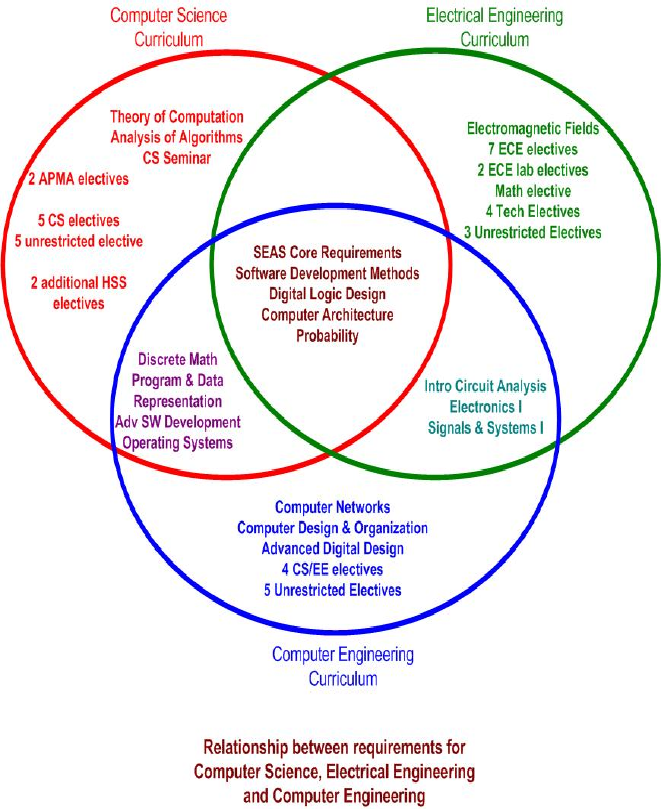 Computer Science
Curriculum
Electrical Engineering
Curriculum
Theory of Computation
Analysis of Algorithms
CS Seminar
2 APMA electives
5 CS electives
5 unrestricted elective
2 additional HSS
electives
Electromagnetic Fields
7 ECE electives
2 ECE lab electives
Math elective
4 Tech Electives
3 Unrestricted Electives
SEAS Core Requirements
Software Development Methods
Digital Logic Design
Computer Architecture
Probability
Discrete Math
Program & Data
Representation
Adv SW Development
Operating Systems
Intro Circuit Analysis
Electronics I
Signals & Systems I
Computer Networks
Computer Design & Organization
Advanced Digital Design
4 CS/EE electives
5 Unrestricted Electives
Computer Engineering
Curriculum
Relationship between requirements for
Computer Science, Electrical Engineering
and Computer Engineering